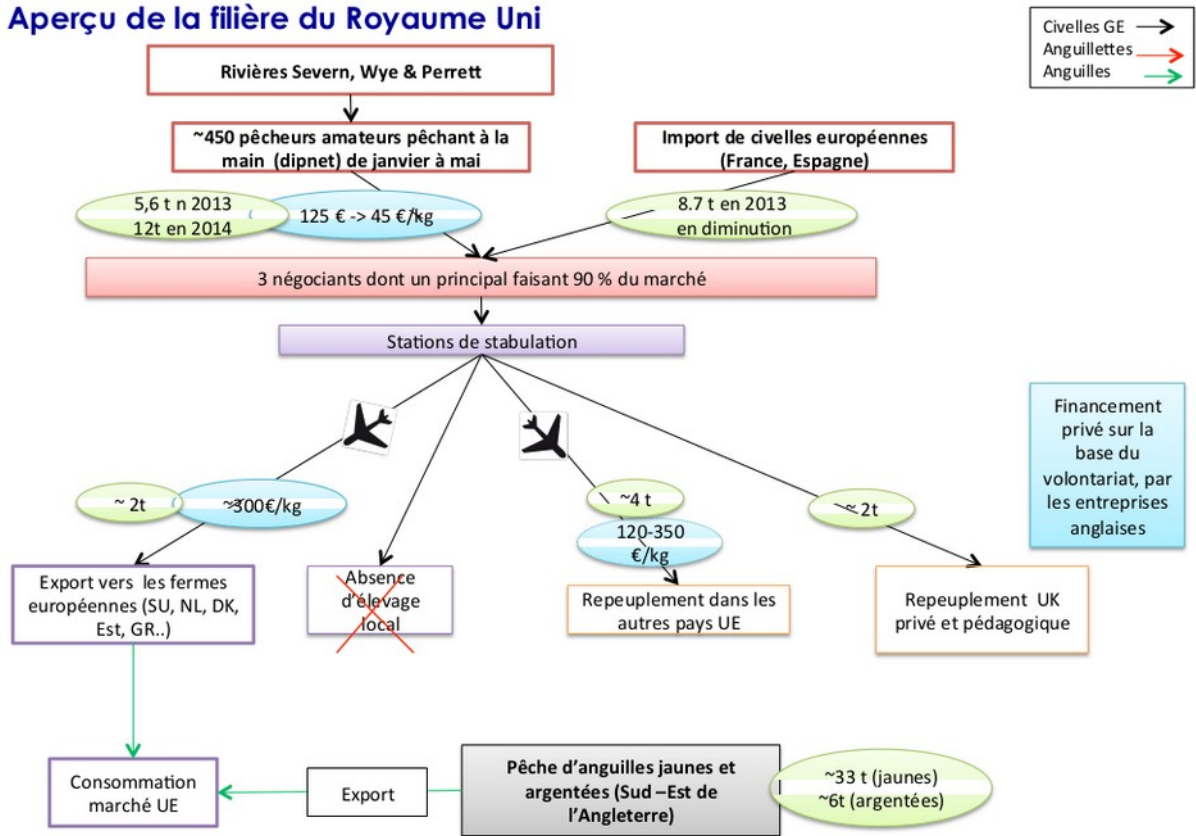 Aperçu de la filière du Royaume Uni
Civelles GE
Anguillettes
Anguilles
Rivières Severn, Wye & Perrett
~450 pêcheurs amateurs pêchant à la
main (dipnet) de janvier à mai
Import de civelles européennes
(France, Espagne)
5,6 t n 2013
12t en 2014
125 € -> 45 €/kg
8.7 t en 2013
en diminution
3 négociants dont un principal faisant 90 % du marché
Stations de stabulation
Financement
privé sur la
base du
volontariat, par
les entreprises
anglaises
~ 2t
~300€/kg
~4 t
120-350
€/kg
~ 2t
Export vers les fermes
européennes (SU, NL, DK,
Est, GR..)
Absence
d'élevage
local
Repeuplement dans les
autres pays UE
Repeuplement UK
privé et pédagogique
Consommation
marché UE
Export
Pêche d'anguilles jaunes et
argentées (Sud –Est de
l'Angleterre)
~33 t (jaunes)
~6t (argentées)